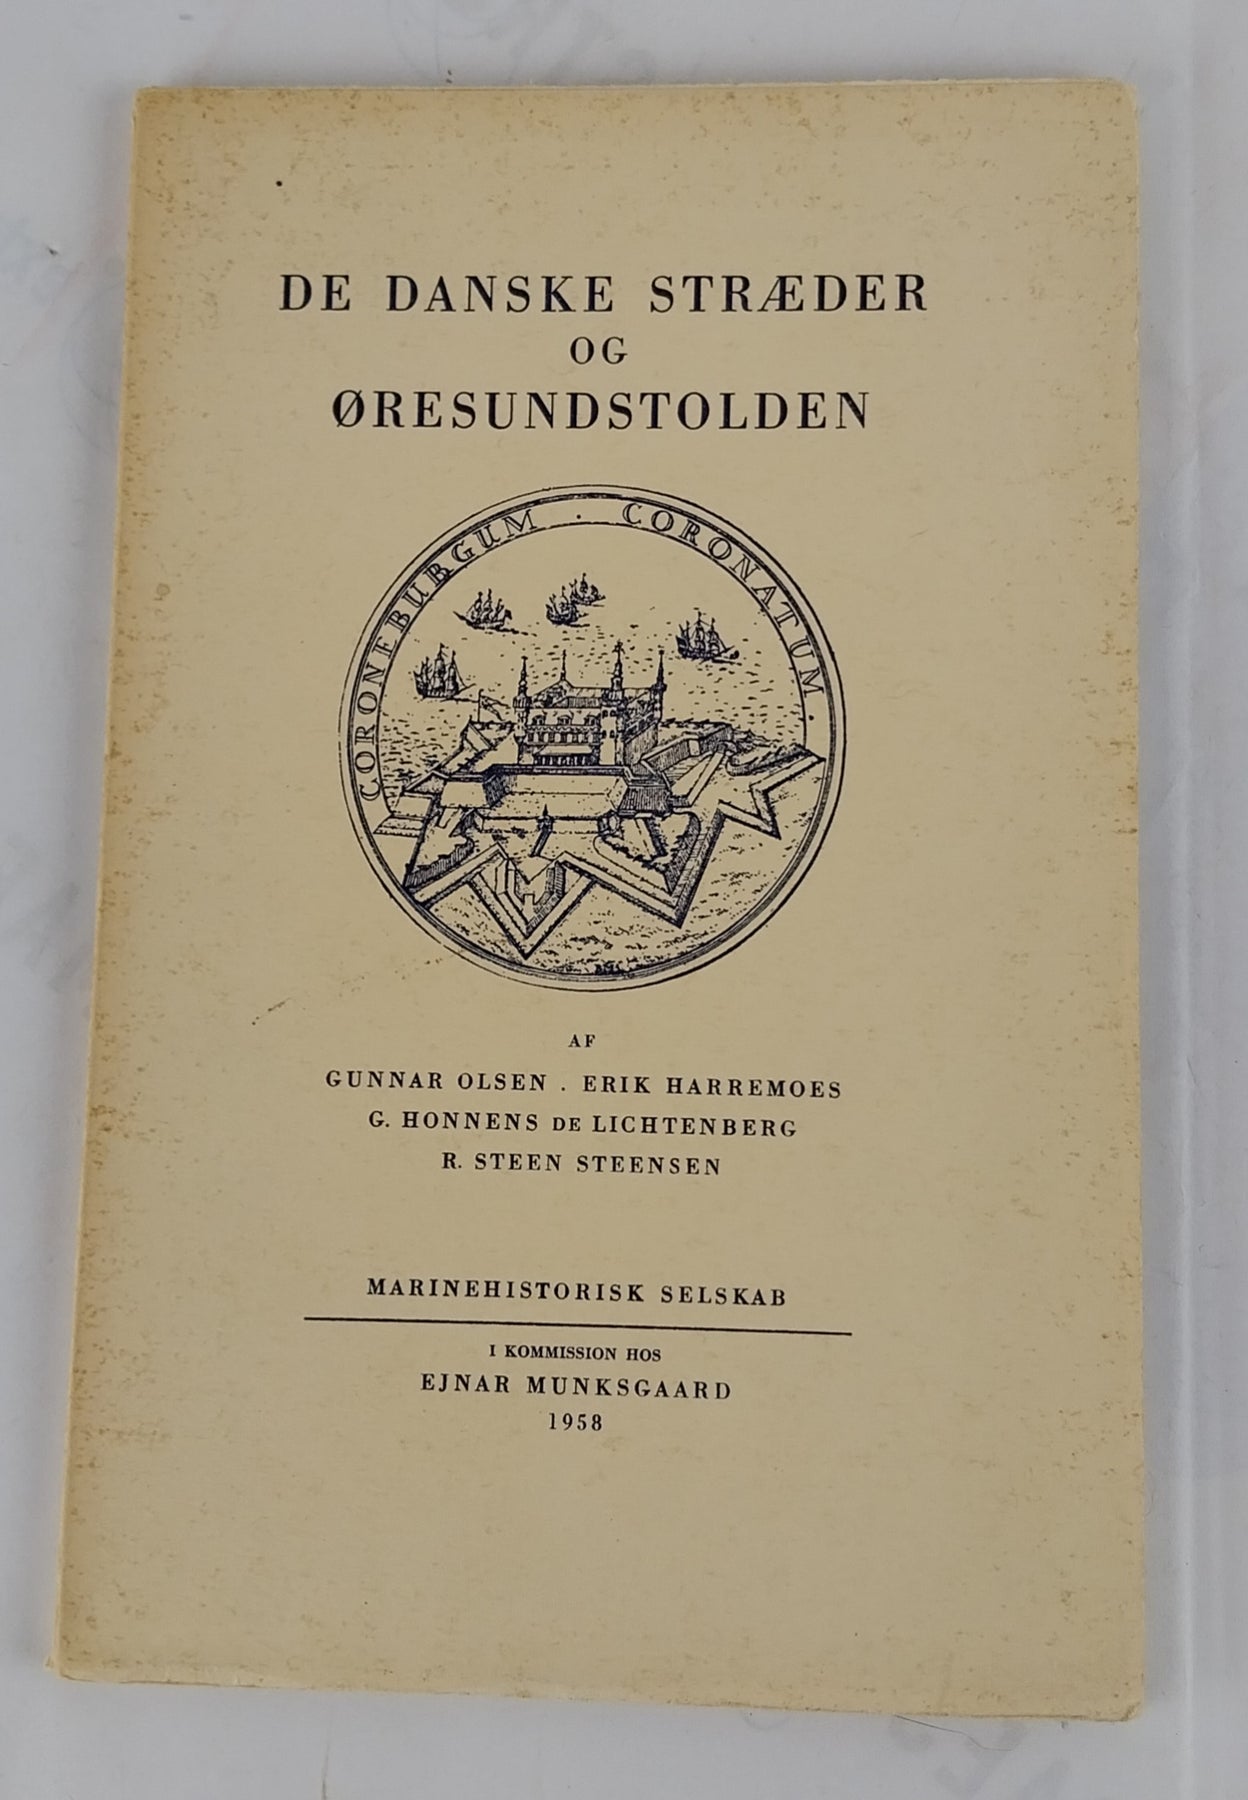 DE DANSKE STRÆDER
OG
ØRESUNDSTOLDEN
CORONEBURGUM . CORONATUM .
AF
GUNNAR OLSEN . ERIK HARREMOES
G. HONNENS DE LICHTENBERG
R. STEEN STEENSEN
MARINEHISTORISK SELSKAB
I KOMMISSION HOS
EJNAR MUNKSGAARD
1958